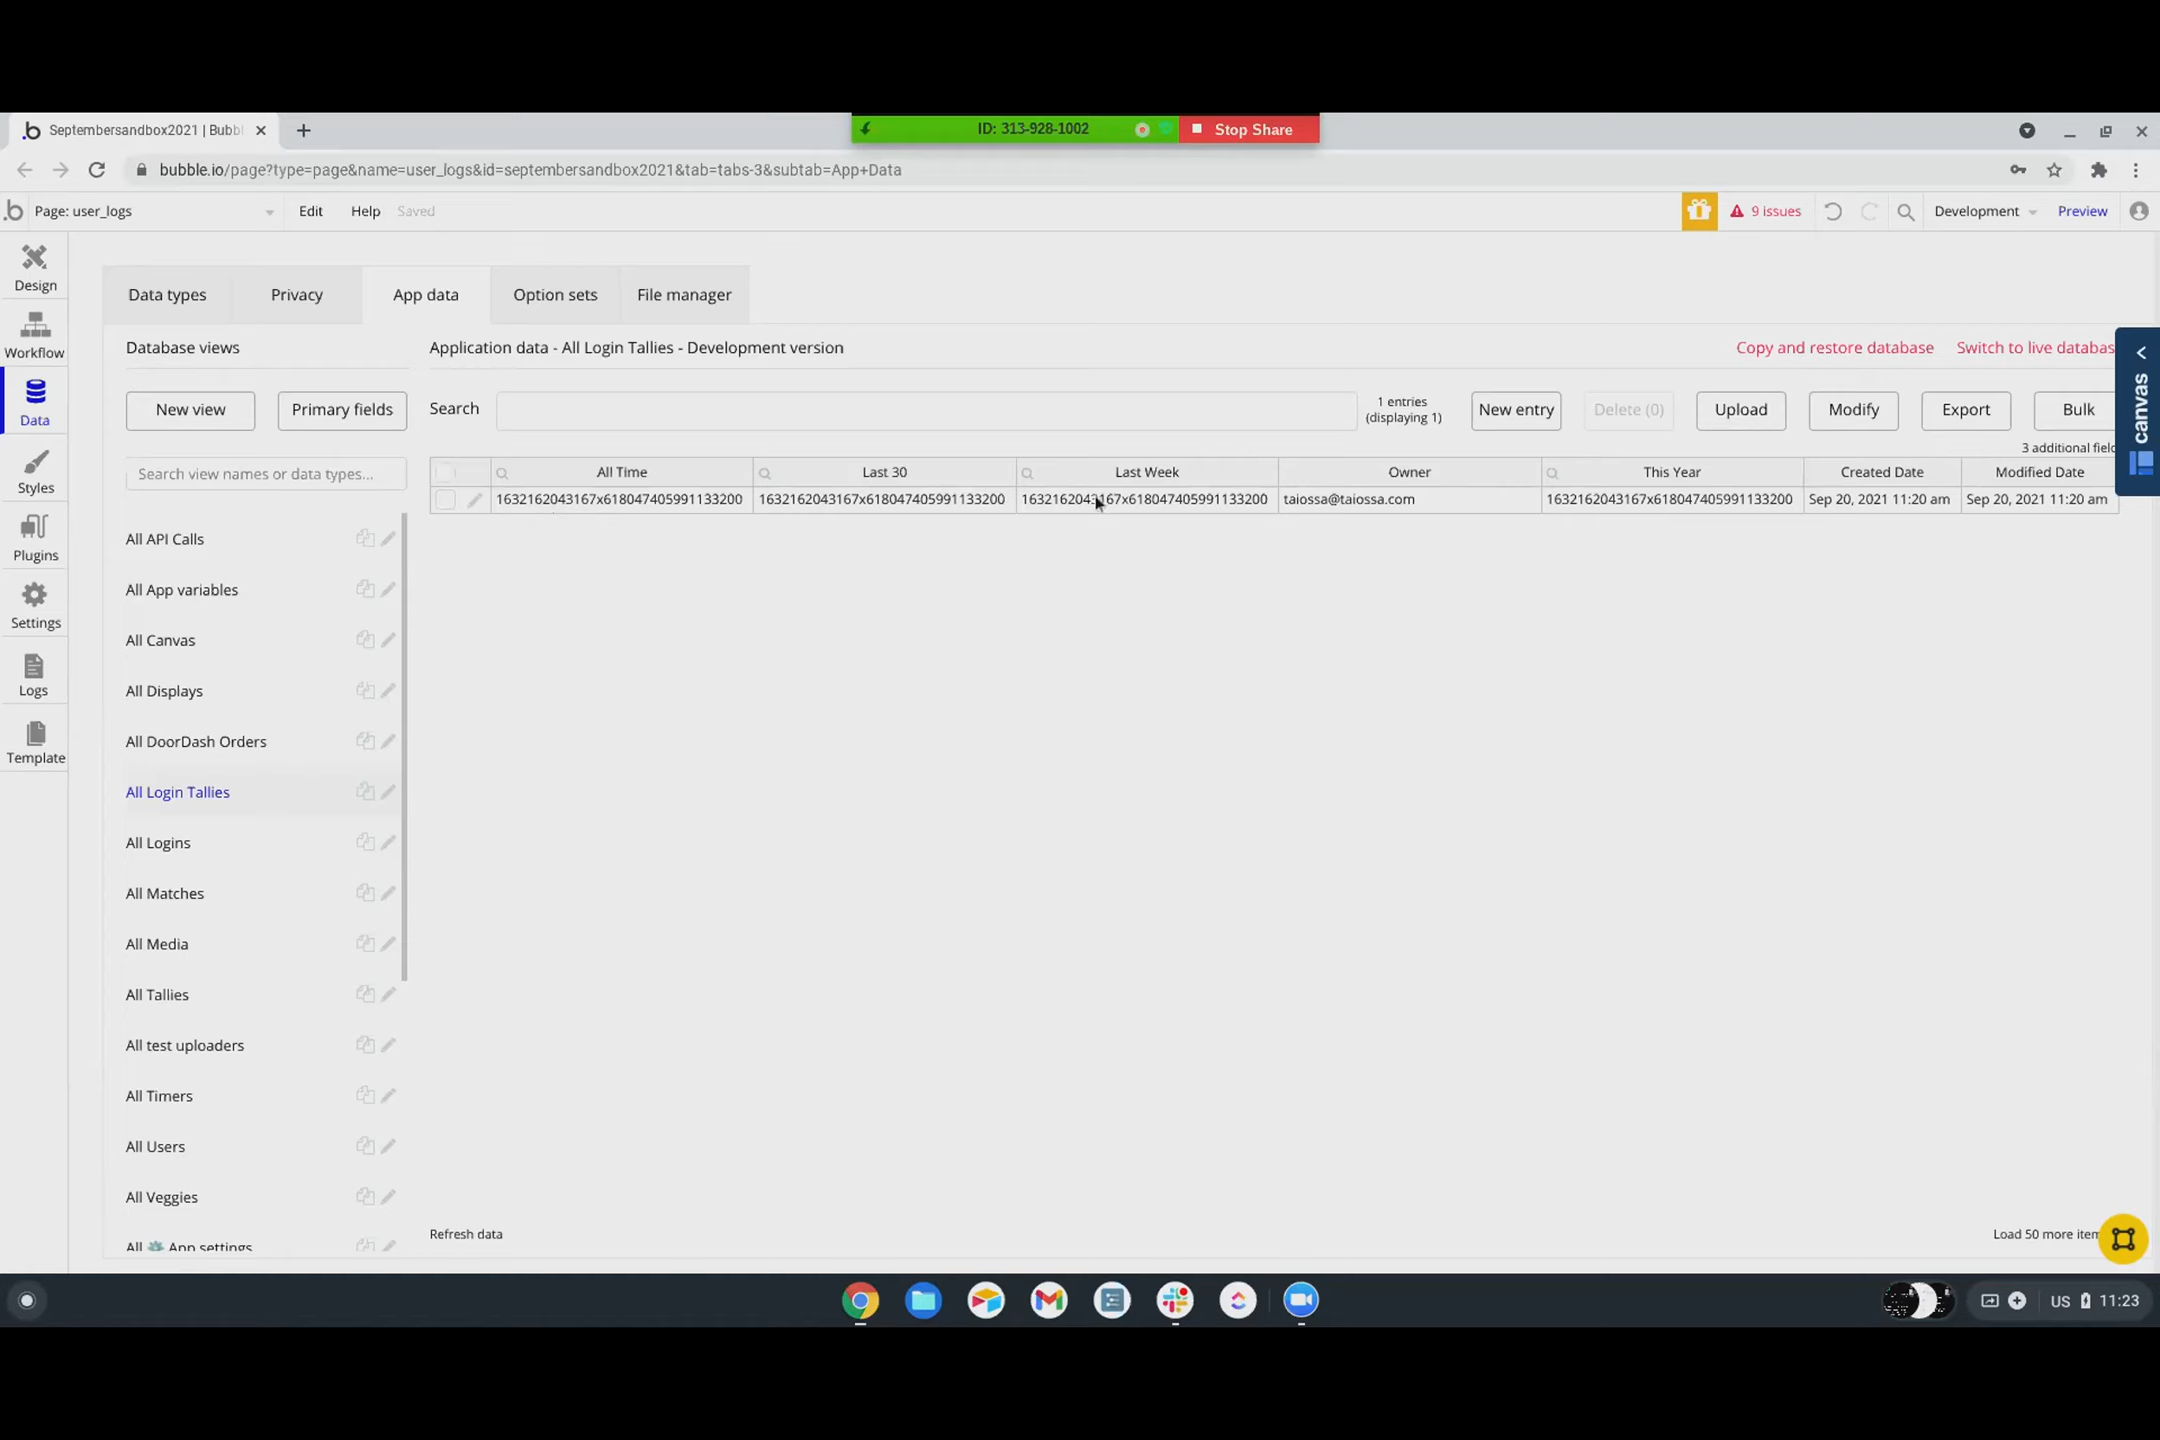 Septembersandbox2021 | Bubbl
ID: 313-928-1002
Stop Share
bubble.io/page?type=page&name=user_logs&id=septembersandbox2021&tab=tabs-3&subtab=App+Data
Page: user_logs
Edit
Help
Saved
9 issues
Development
Preview
Design
Workflow
Data
Styles
Plugins
Settings
Logs
Template
Data types
Privacy
App data
Option sets
File manager
Database views
Application data - All Login Tallies - Development version
Copy and restore database
Switch to live databas
New view
Primary fields
Search
1 entries
(displaying 1)
New entry
Delete (0)
Upload
Modify
Export
Bulk
3 additional field
canvas
Search view names or data types...
All Time Last 30 Last Week Owner This Year Created Date Modified Date
1632162043167x618047405991133200 1632162043167x618047405991133200 1632162043167x618047405991133200 taiossa@taiossa.com 1632162043167x618047405991133200 Sep 20, 2021 11:20 am Sep 20, 2021 11:20 am
All API Calls
All App variables
All Canvas
All Displays
All DoorDash Orders
All Login Tallies
All Logins
All Matches
All Media
All Tallies
All test uploaders
All Timers
All Users
All Veggies
All App settings
Refresh data
Load 50 more item
US
11:23